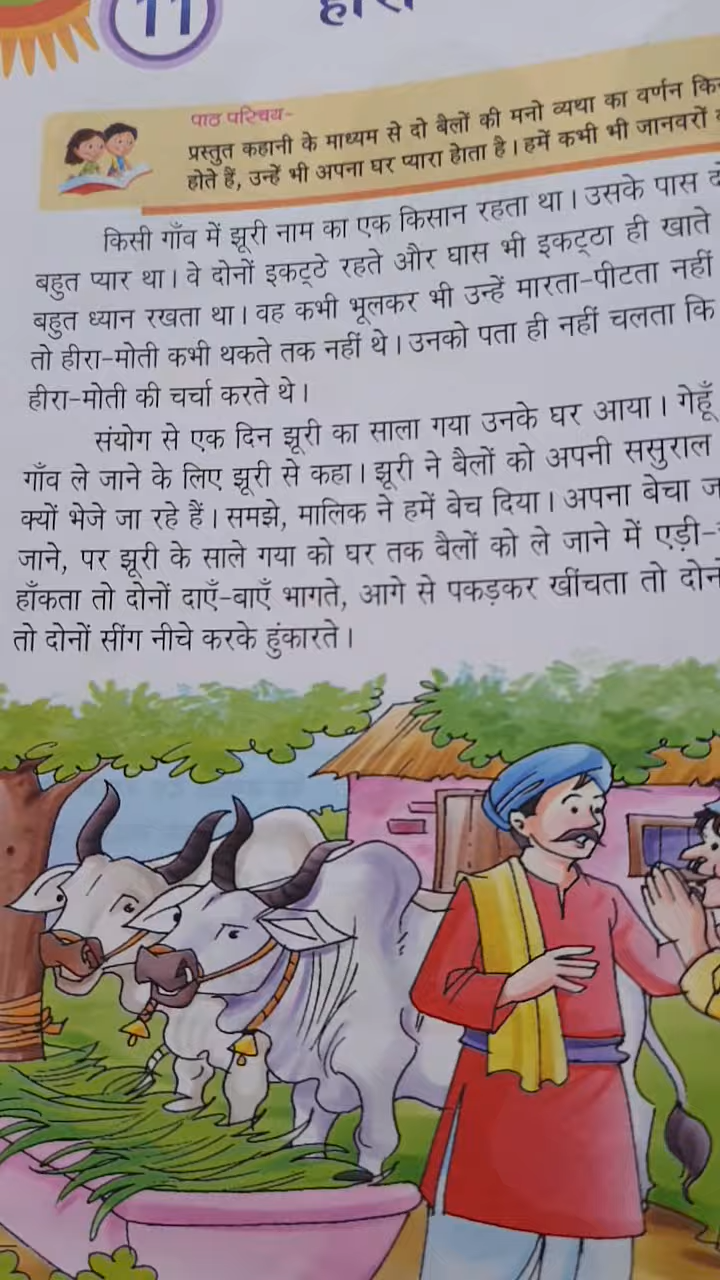 11
पाठ परिचय-
प्रस्तुत कहानी के माध्यम से दो बैलों की मनो व्यथा का वर्णन
होते हैं, उन्हें भी अपना घर प्यारा हेाता है। हमें कभी भी जानवरों
किसी गाँव में झूरी नाम का एक किसान रहता था। उसके पास
बहुत प्यार था। वे दोनों इकट्ठे रहते और घास भी इकट्ठा ही खाते
बहुत ध्यान रखता था। वह कभी भूलकर भी उन्हें मारता-पीटता नहीं
तो हीरा-मोती कभी थकते तक नहीं थे। उनको पता ही नहीं चलता कि
हीरा-मोती की चर्चा करते थे।
संयोग से एक दिन झूरी का साला गया उनके घर आया। गेहूँ
गाँव ले जाने के लिए झूरी से कहा। झूरी ने बैलों को अपनी ससुराल
क्यों भेजे जा रहे हैं। समझे, मालिक ने हमें बेच दिया। अपना बेचा
जाने, पर झूरी के साले गया को घर तक बैलों को ले जाने में एड़ी-
हाँकता तो दोनों दाएँ-बाएँ भागते, आगे से पकड़कर खींचता तो
तो दोनों सींग नीचे करके हुंकारते।